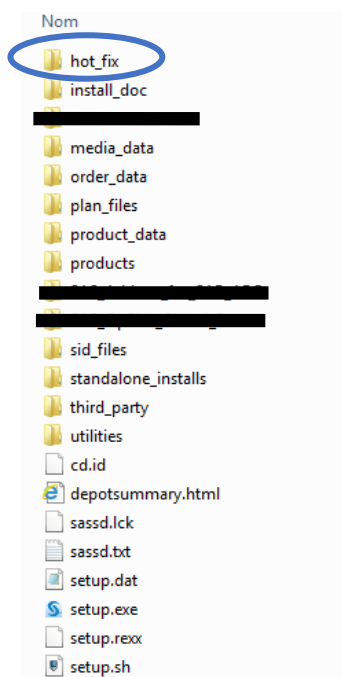 Nom
hot_fix
install_doc
media_data
order_data
plan_files
product_data
products
sid_files
standalone_installs
third_party
utilities
cd.id
depotsummary.html
sassd.lck
sassd.txt
setup.dat
setup.exe
setup.rexx
setup.sh